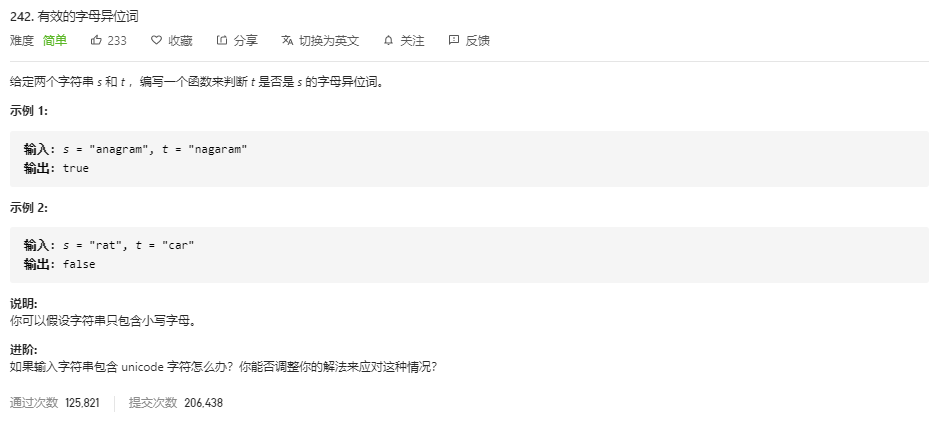 242. 有效的字母异位词
难度 简单 233 收藏 分享 切换为英文 关注 反馈
给定两个字符串 s 和 t ，编写一个函数来判断 t 是否是 s 的字母异位词。
示例 1:
输入: s = "anagram", t = "nagaram"
输出: true
示例 2:
输入: s = "rat", t = "car"
输出: false
说明:
你可以假设字符串只包含小写字母。
进阶:
如果输入字符串包含 unicode 字符怎么办？你能否调整你的解法来应对这种情况？
通过次数 125,821 提交次数 206,438